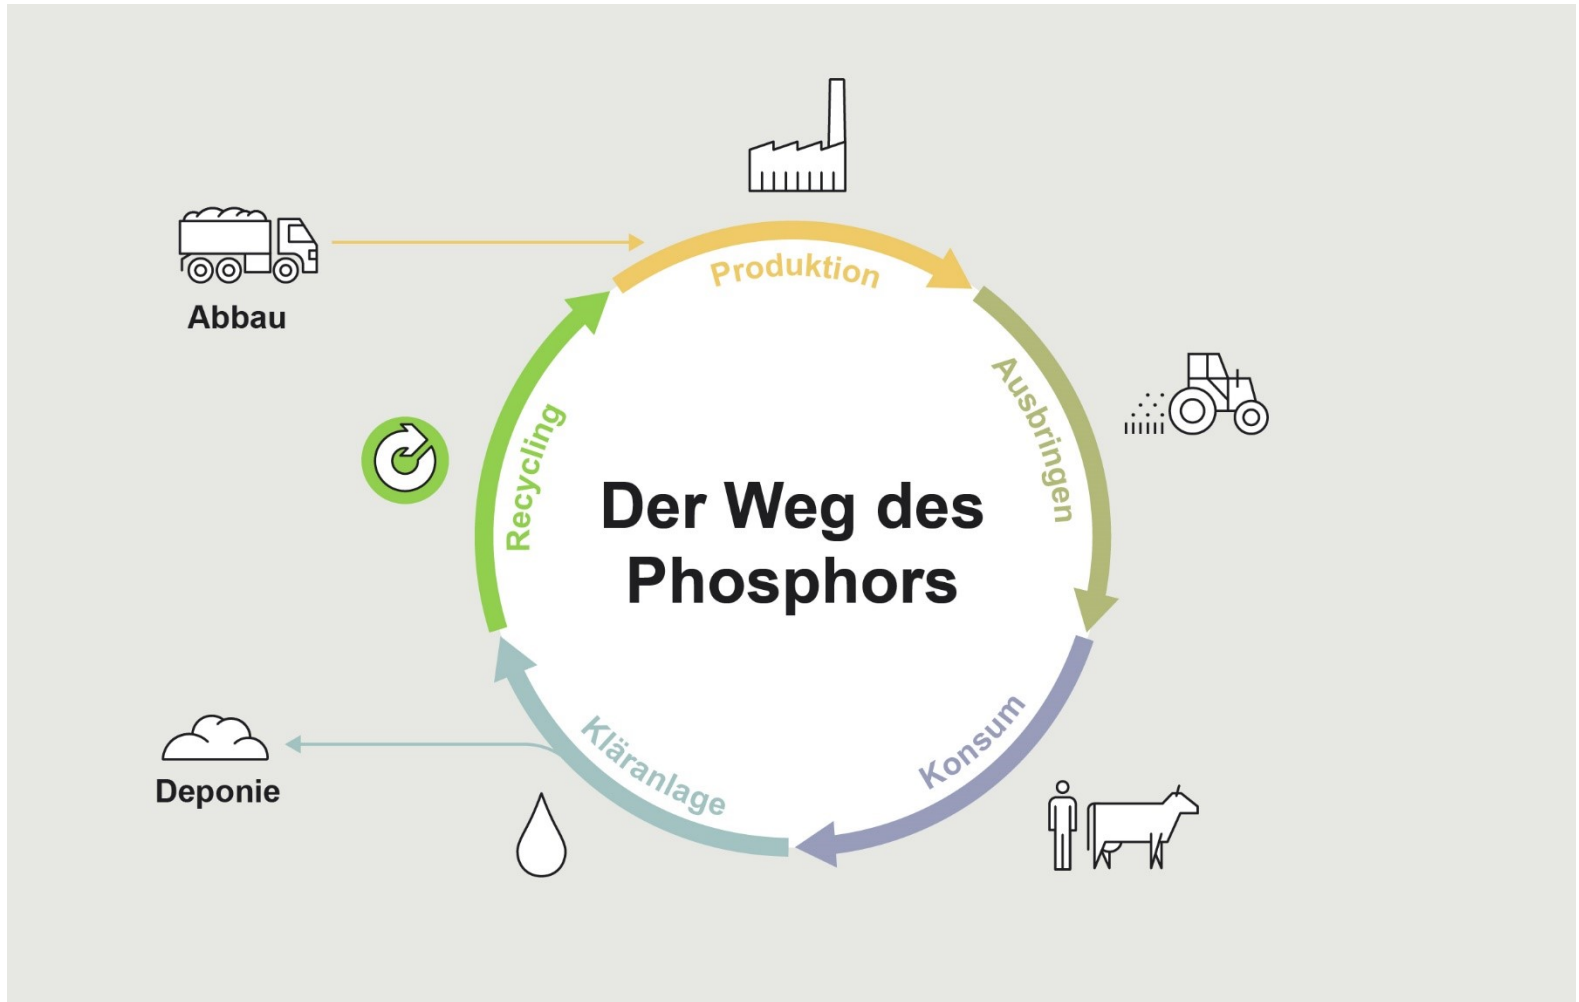 Produktion
Abbau
Ausbringen
Recycling
Der Weg des
Phosphors
Konsum
Kläranlage
Deponie